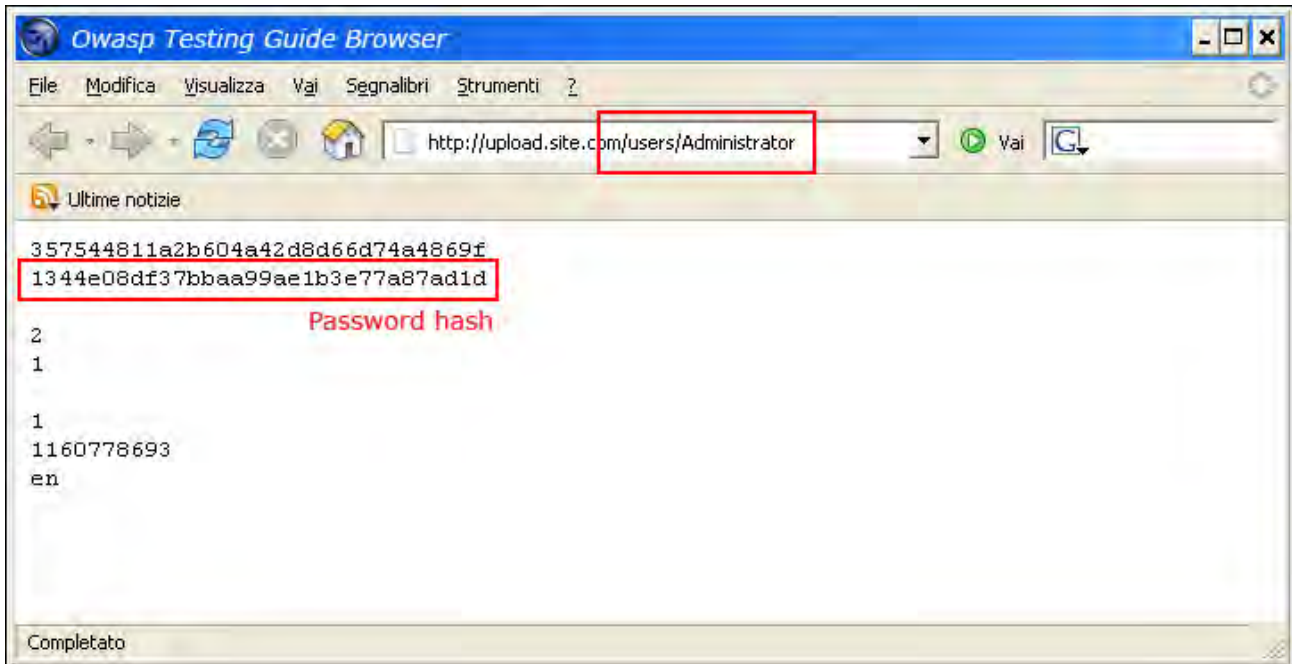 Owasp Testing Guide Browser
File Modifica Visualizza Vai Segnalibri Strumenti ?
http://upload.site.com/users/Administrator Vai G
Ultime notizie
357544811a2b604a42d8d66d74a4869f
1344e08df37bbaa99ae1b3e77a87ad1d
Password hash
2
1
1
1160778693
en
Completato